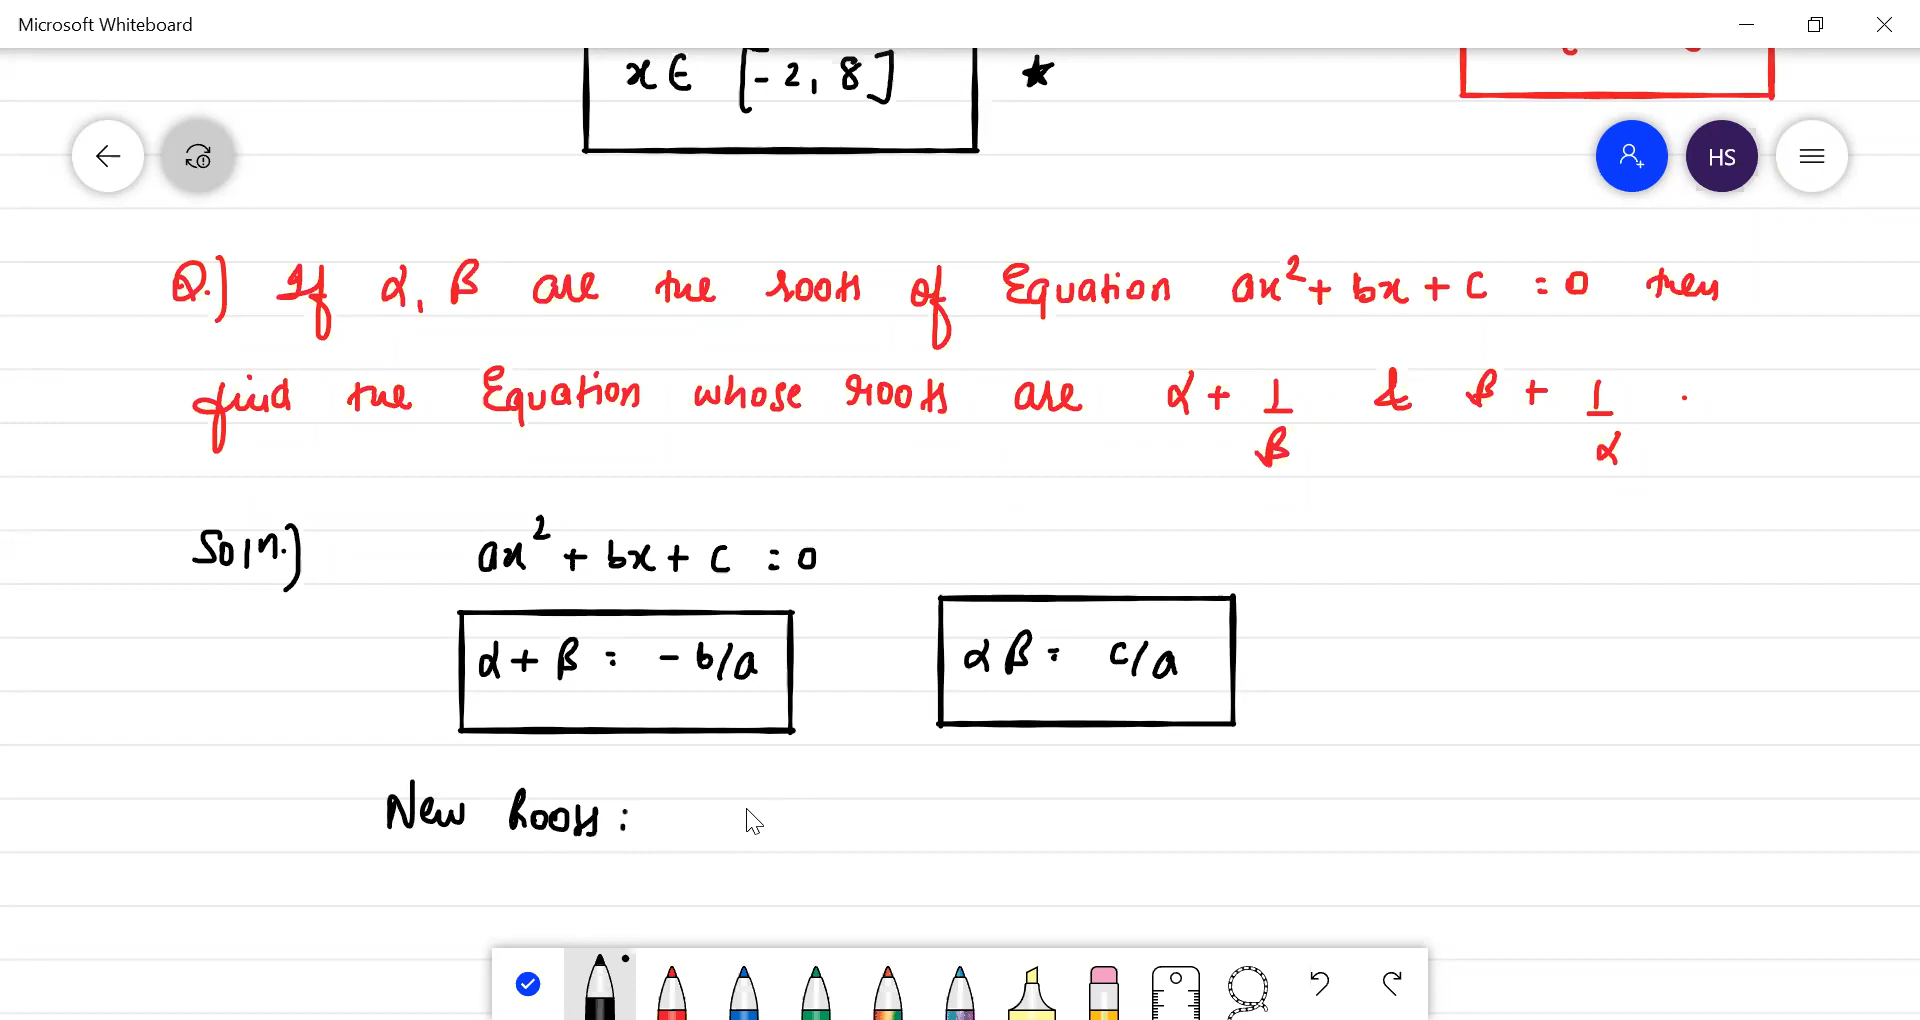 Microsoft Whiteboard
x ∈ [-2, 8] ★
HS
Q.) If α, β are the roots of Equation ax² + bx + c = 0 then
find the Equation whose roots are α + 1/β & β + 1/α .
Soln.) ax² + bx + c = 0
α + β = - b/a αβ = c/a
New Roots :